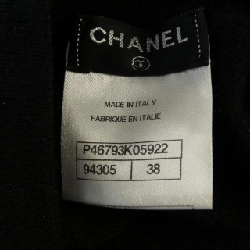 CHANEL
MADE IN ITALY
FABRIQUE EN ITALIE
P46793K05922
94305 38